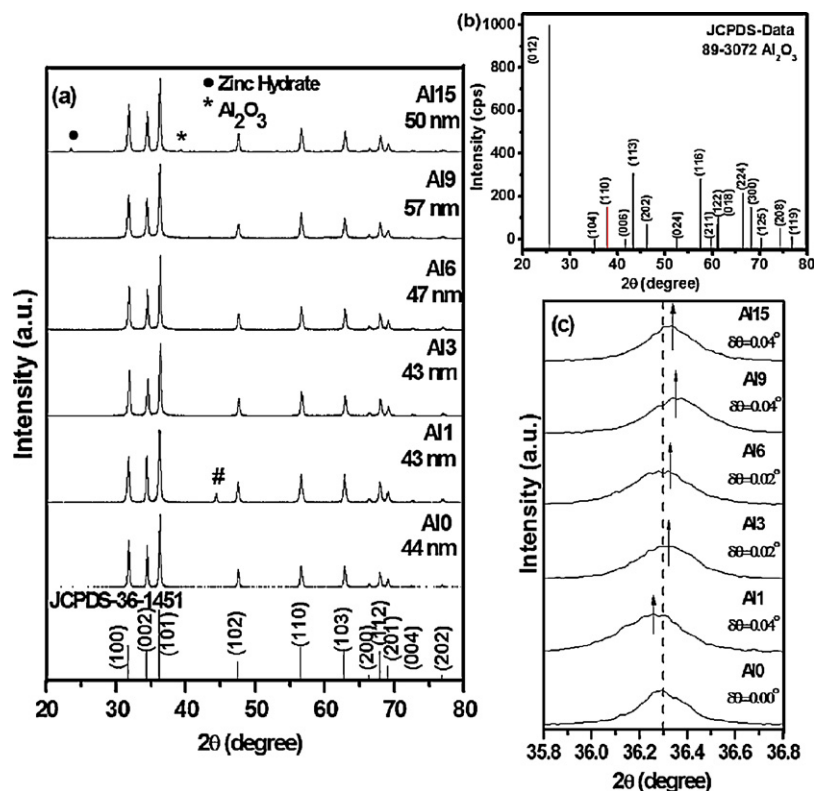 (a)
● Zinc Hydrate
* Al2O3
Al15
50 nm
●
*
Al9
57 nm
Al6
47 nm
Al3
43 nm
Al1
43 nm
#
Al0
44 nm
JCPDS-36-1451
(100)
(002)
(101)
(102)
(110)
(103)
(200)
(112)
(201)
(004)
(202)
20 30 40 50 60 70 80
2θ (degree)
Intensity (a.u.)
(b)
JCPDS-Data
89-3072 Al2O3
1000
800
600
400
200
0
Intensity (cps)
(012)
(104)
(110)
(006)
(113)
(202)
(024)
(116)
(211)
(122)
(018)
(224)
(300)
(125)
(208)
(119)
20 30 40 50 60 70 80
2θ (degree)
(c)
Al15
δθ=0.04°
Al9
δθ=0.04°
Al6
δθ=0.02°
Al3
δθ=0.02°
Al1
δθ=0.04°
Al0
δθ=0.00°
35.8 36.0 36.2 36.4 36.6 36.8
2θ (degree)
Intensity (a.u.)